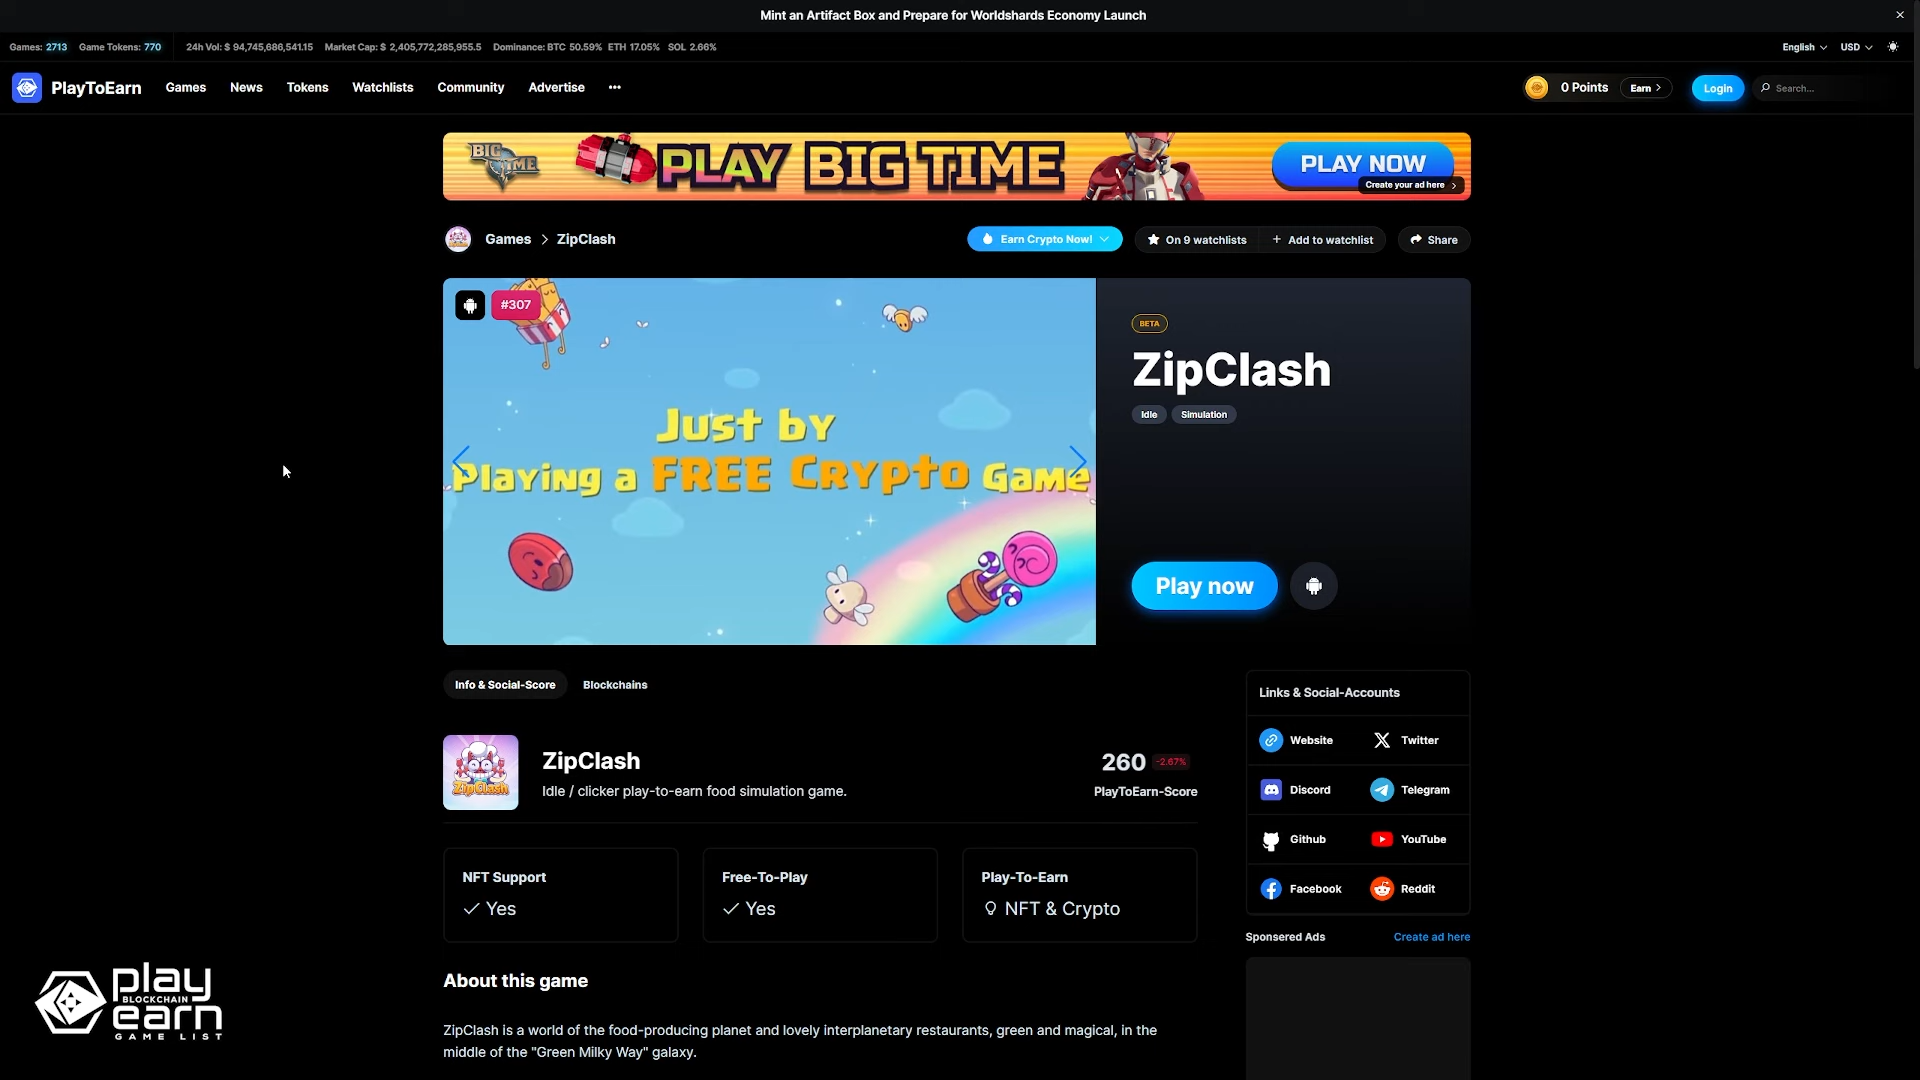 Mint an Artifact Box and Prepare for Worldshards Economy Launch
Games: 2713 Game Tokens: 770 24h Vol: $ 94,745,686,541.15 Market Cap: $ 2,405,772,285,955.5 Dominance: BTC 50.59% ETH 17.05% SOL 2.66% English USD
PlayToEarn Games News Tokens Watchlists Community Advertise ••• 0 Points Earn Login Search...
BIG TIME PLAY BIG TIME PLAY NOW
Create your ad here
Games > ZipClash Earn Crypto Now! On 9 watchlists + Add to watchlist Share
#307
Just by
Playing a FREE Crypto Game
BETA
ZipClash
Idle Simulation
Play now
Info & Social-Score Blockchains
ZipClash
ZipClash
Idle / clicker play-to-earn food simulation game.
260 -2.67%
PlayToEarn-Score
NFT Support
Yes
Free-To-Play
Yes
Play-To-Earn
NFT & Crypto
Links & Social-Accounts
Website Twitter
Discord Telegram
Github YouTube
Facebook Reddit
Sponsered Ads Create ad here
About this game
ZipClash is a world of the food-producing planet and lovely interplanetary restaurants, green and magical, in the
middle of the "Green Milky Way" galaxy.
play
BLOCKCHAIN
earn
GAME LIST